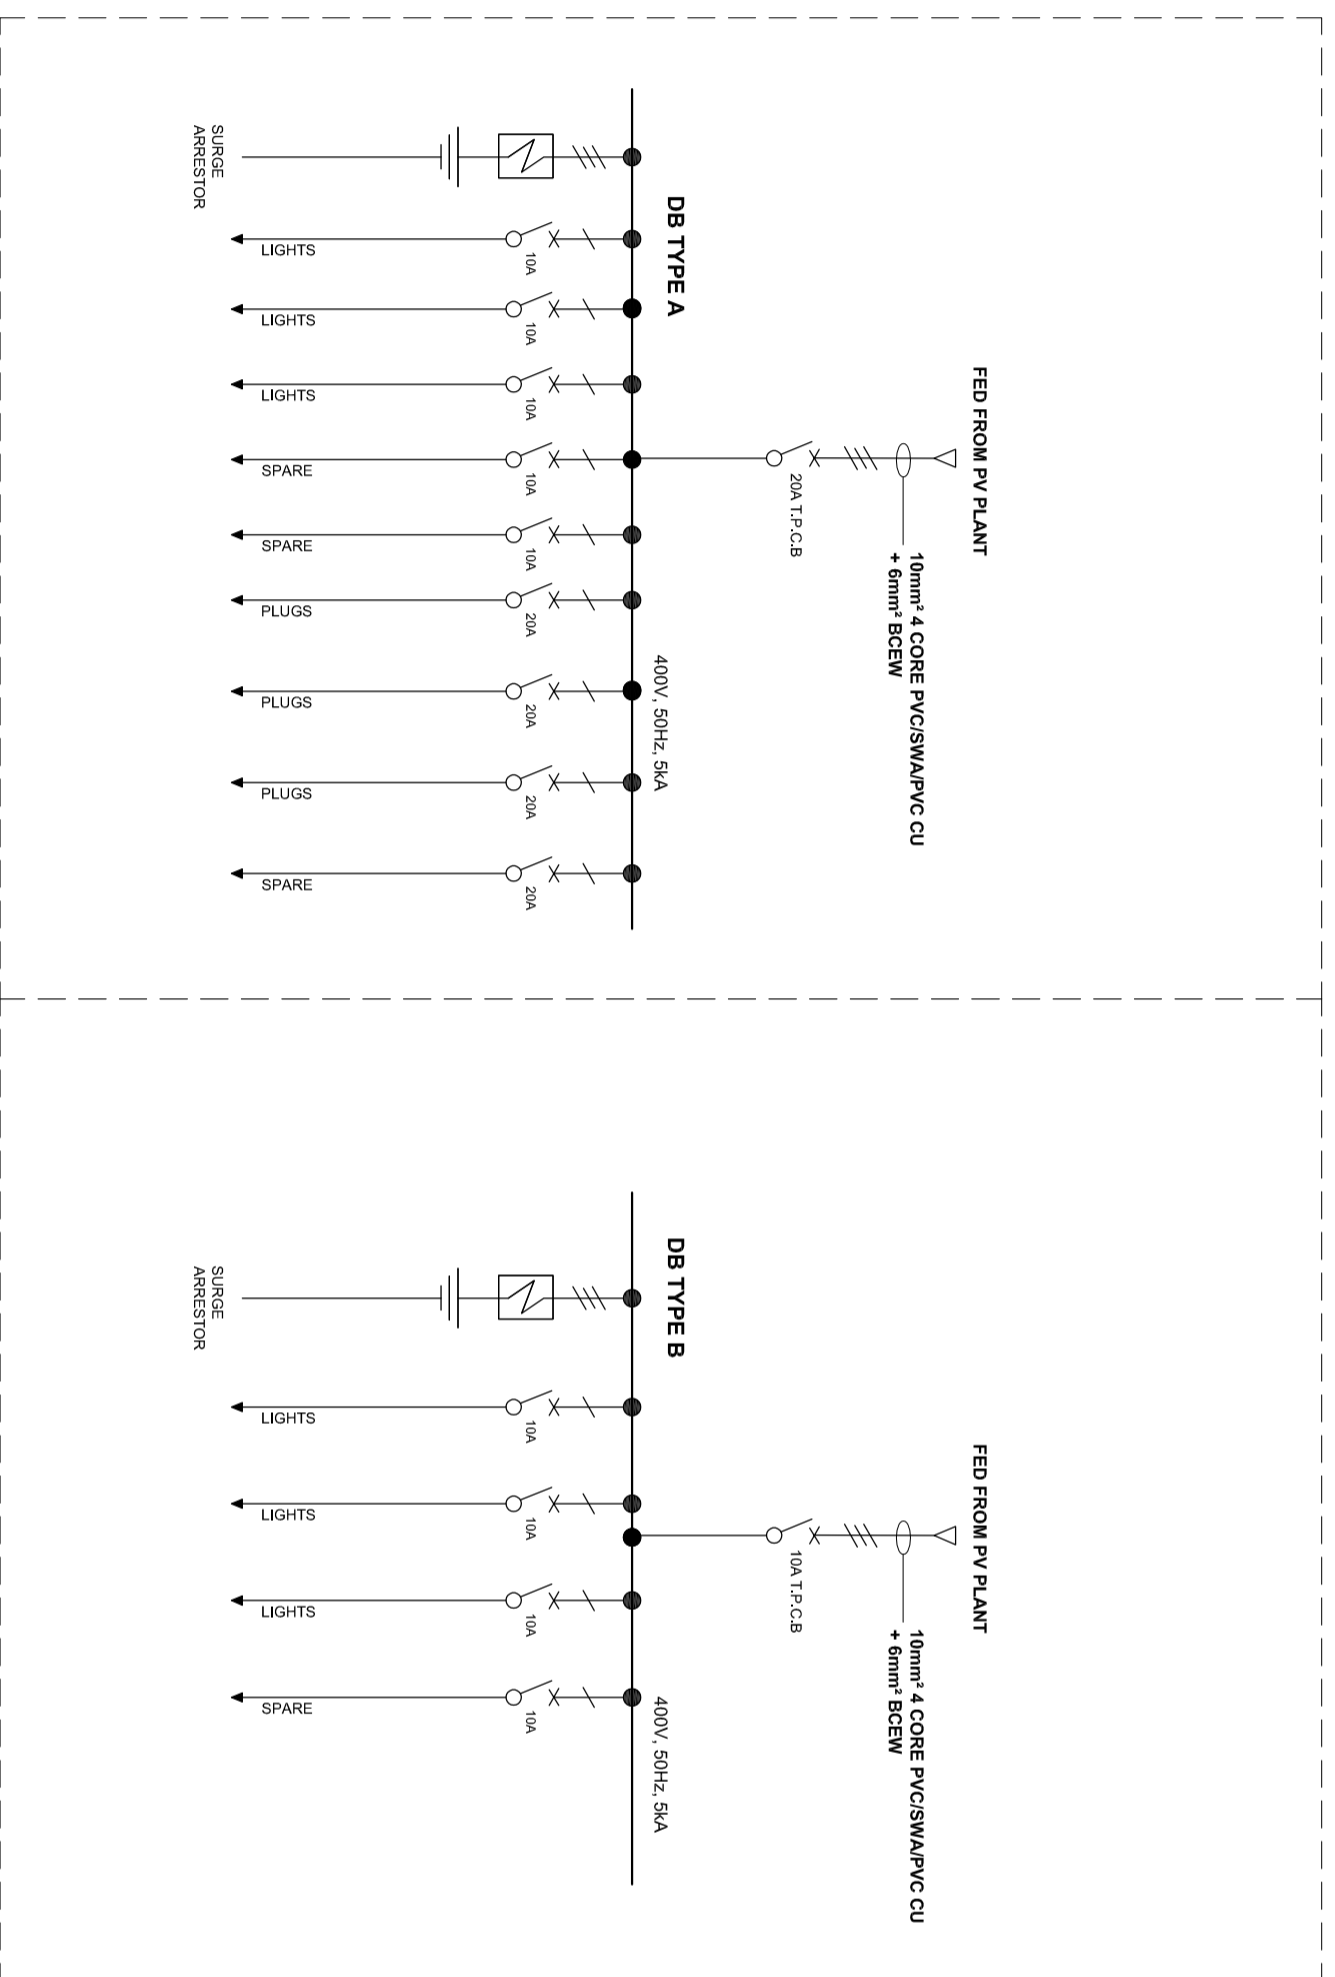 FED FROM PV PLANT
10mm² 4 CORE PVC/SWA/PVC CU
+ 6mm² BCEW
20A T.P.C.B
DB TYPE A
400V, 50Hz, 5kA
10A
10A
10A
10A
10A
20A
20A
20A
20A
SURGE
ARRESTOR
LIGHTS
LIGHTS
LIGHTS
SPARE
SPARE
PLUGS
PLUGS
PLUGS
SPARE
FED FROM PV PLANT
10mm² 4 CORE PVC/SWA/PVC CU
+ 6mm² BCEW
10A T.P.C.B
DB TYPE B
400V, 50Hz, 5kA
10A
10A
10A
10A
SURGE
ARRESTOR
LIGHTS
LIGHTS
LIGHTS
SPARE